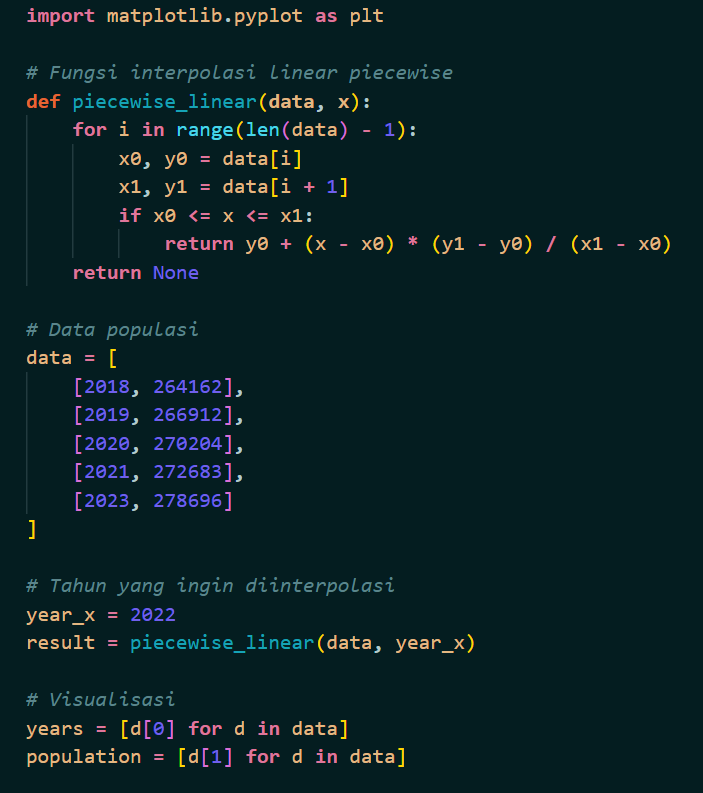 import matplotlib.pyplot as plt

# Fungsi interpolasi linear piecewise
def piecewise_linear(data, x):
    for i in range(len(data) - 1):
        x0, y0 = data[i]
        x1, y1 = data[i + 1]
        if x0 <= x <= x1:
            return y0 + (x - x0) * (y1 - y0) / (x1 - x0)
    return None

# Data populasi
data = [
    [2018, 264162],
    [2019, 266912],
    [2020, 270204],
    [2021, 272683],
    [2023, 278696]
]

# Tahun yang ingin diinterpolasi
year_x = 2022
result = piecewise_linear(data, year_x)

# Visualisasi
years = [d[0] for d in data]
population = [d[1] for d in data]